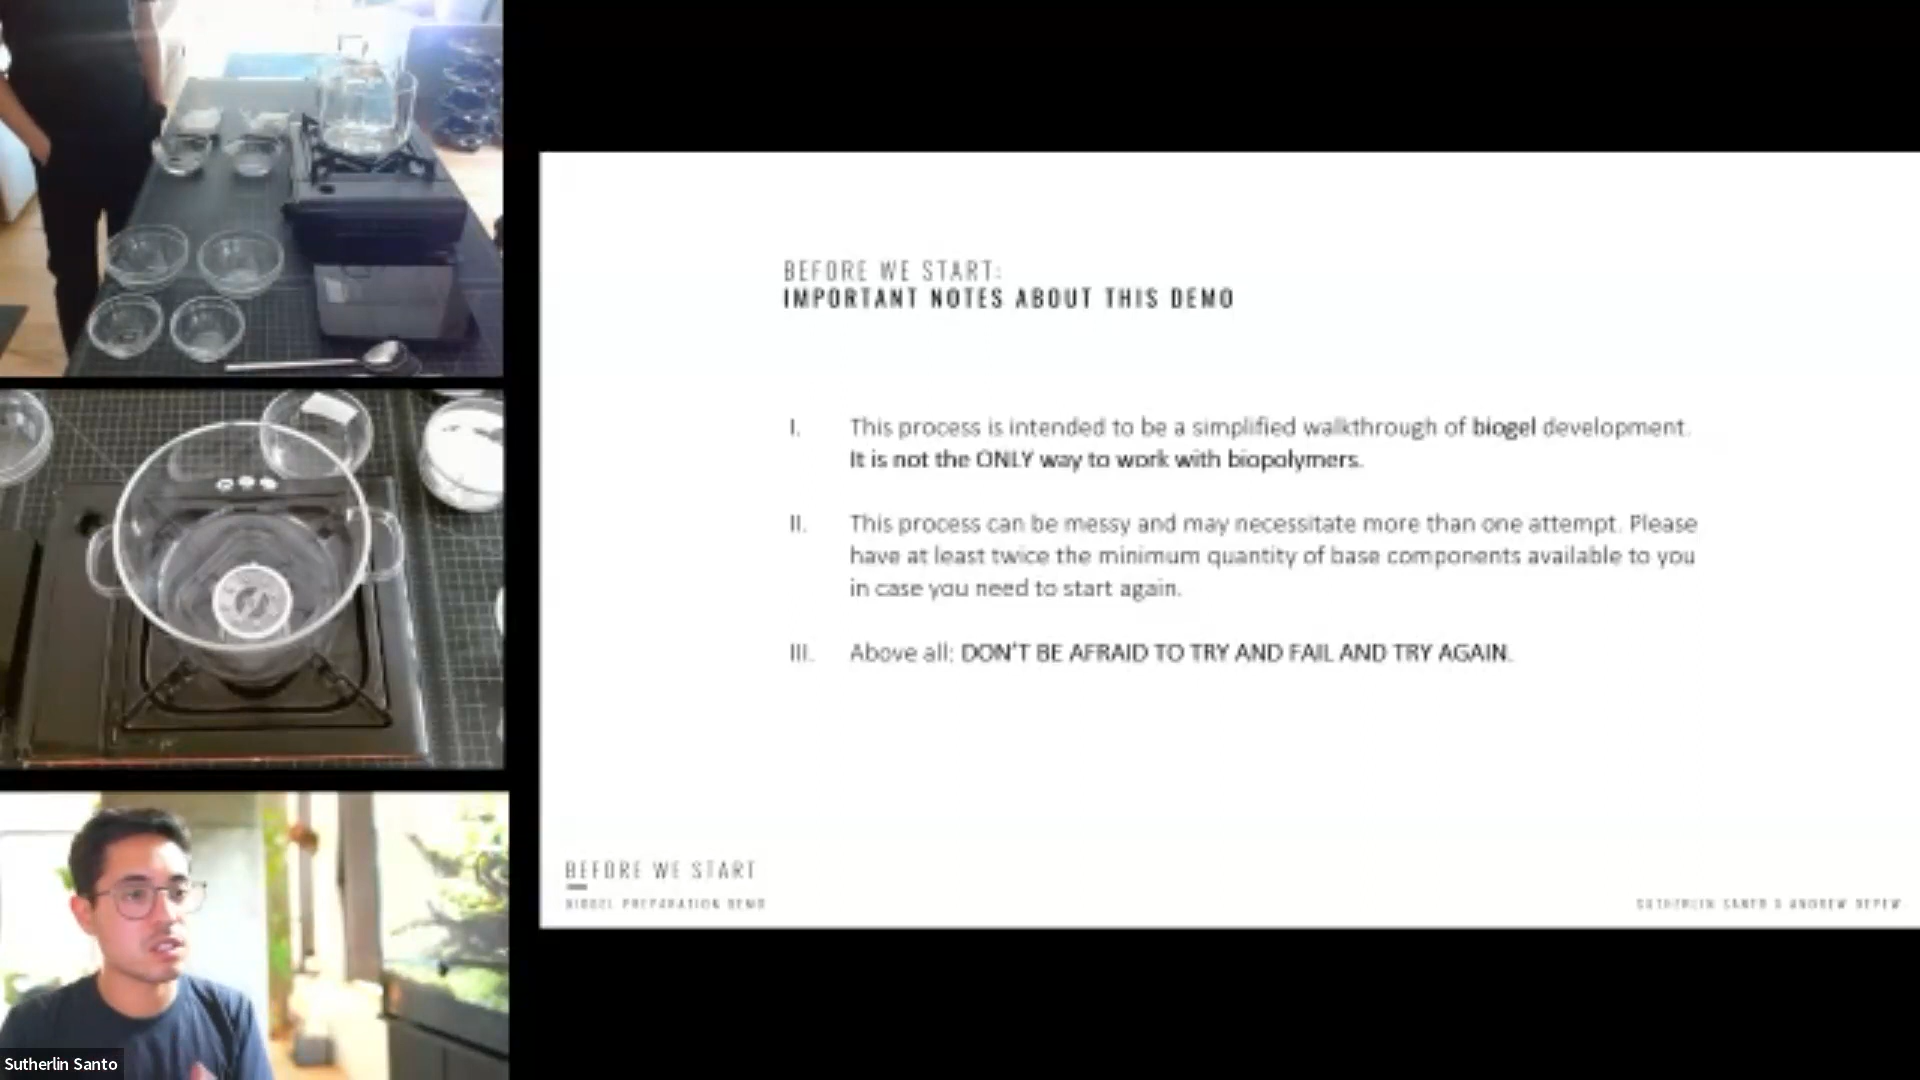 BEFORE WE START:
IMPORTANT NOTES ABOUT THIS DEMO
I. This process is intended to be a simplified walkthrough of biogel development.
It is not the ONLY way to work with biopolymers.
II. This process can be messy and may necessitate more than one attempt. Please
have at least twice the minimum quantity of base components available to you
in case you need to start again.
III. Above all: DON'T BE AFRAID TO TRY AND FAIL AND TRY AGAIN.
BEFORE WE START
BIOGEL PREPARATION DEMO
SUTHERLIN SANTO & ANDREW DEPEW
Sutherlin Santo